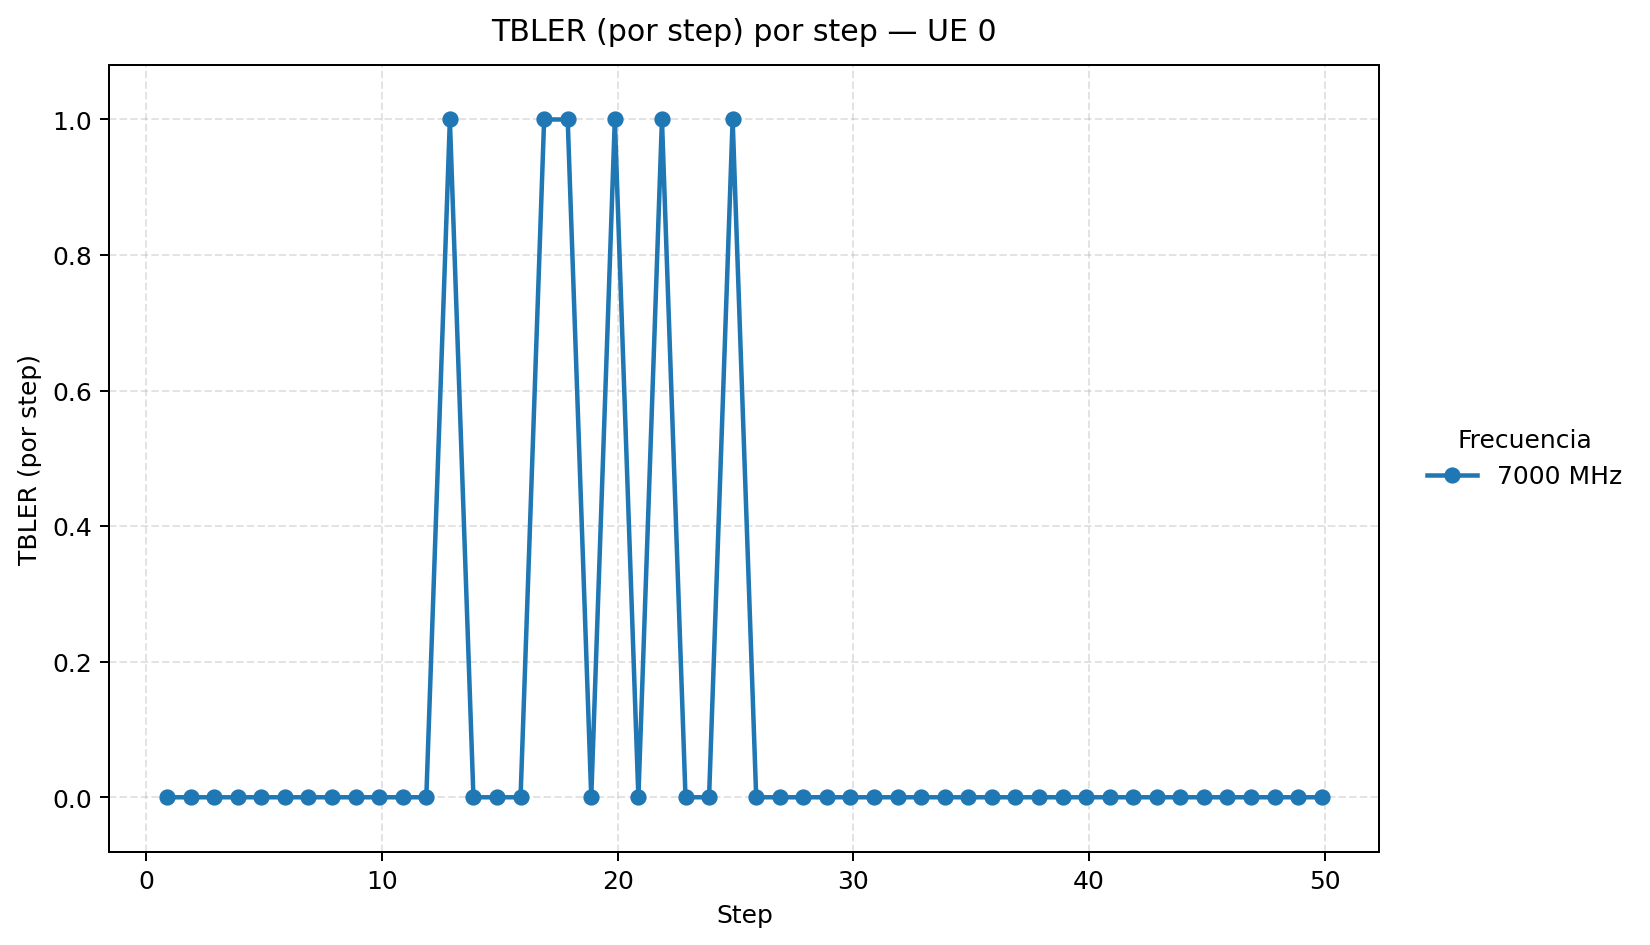 TBLER (por step) por step — UE 0
TBLER (por step)
1.0
0.8
0.6
0.4
0.2
0.0
0 10 20 30 40 50
Step
Frecuencia
7000 MHz